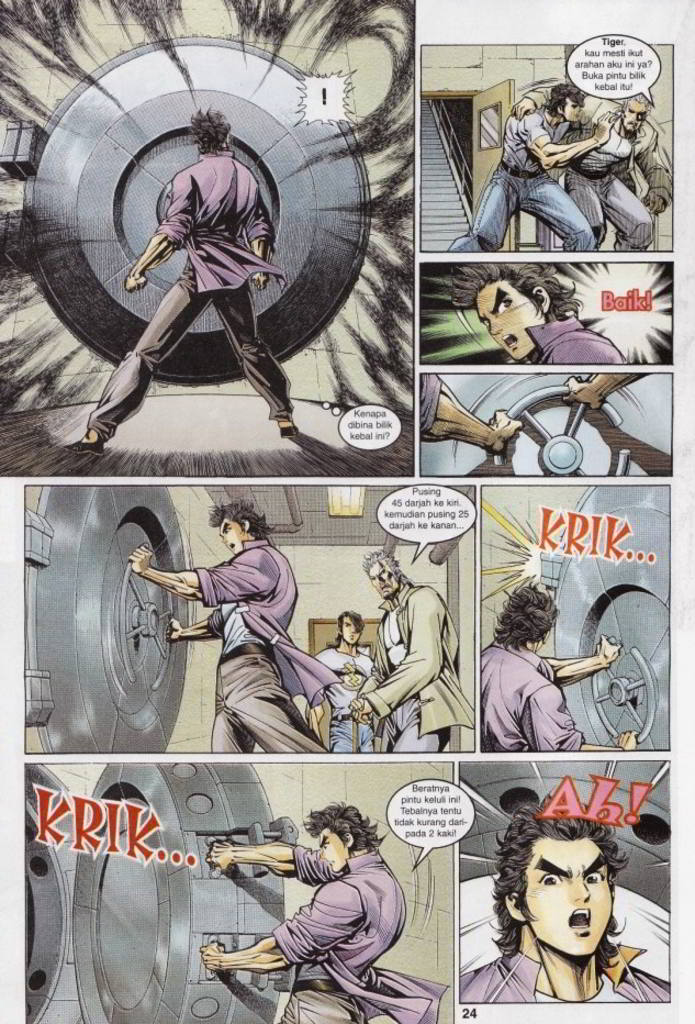 !
Kenapa
dibina bilik
kebal ini?
Tiger,
kau mesti ikut
arahan aku ini ya?
Buka pintu bilik
kebal itu!
Baik!
Pusing
45 darjah ke kiri.
kemudian pusing 25
darjah ke kanan...
KRIK...
KRIK...
Beratnya
pintu keluli ini!
Tebalnya tentu
tidak kurang dari-
pada 2 kaki!
Ah!
24